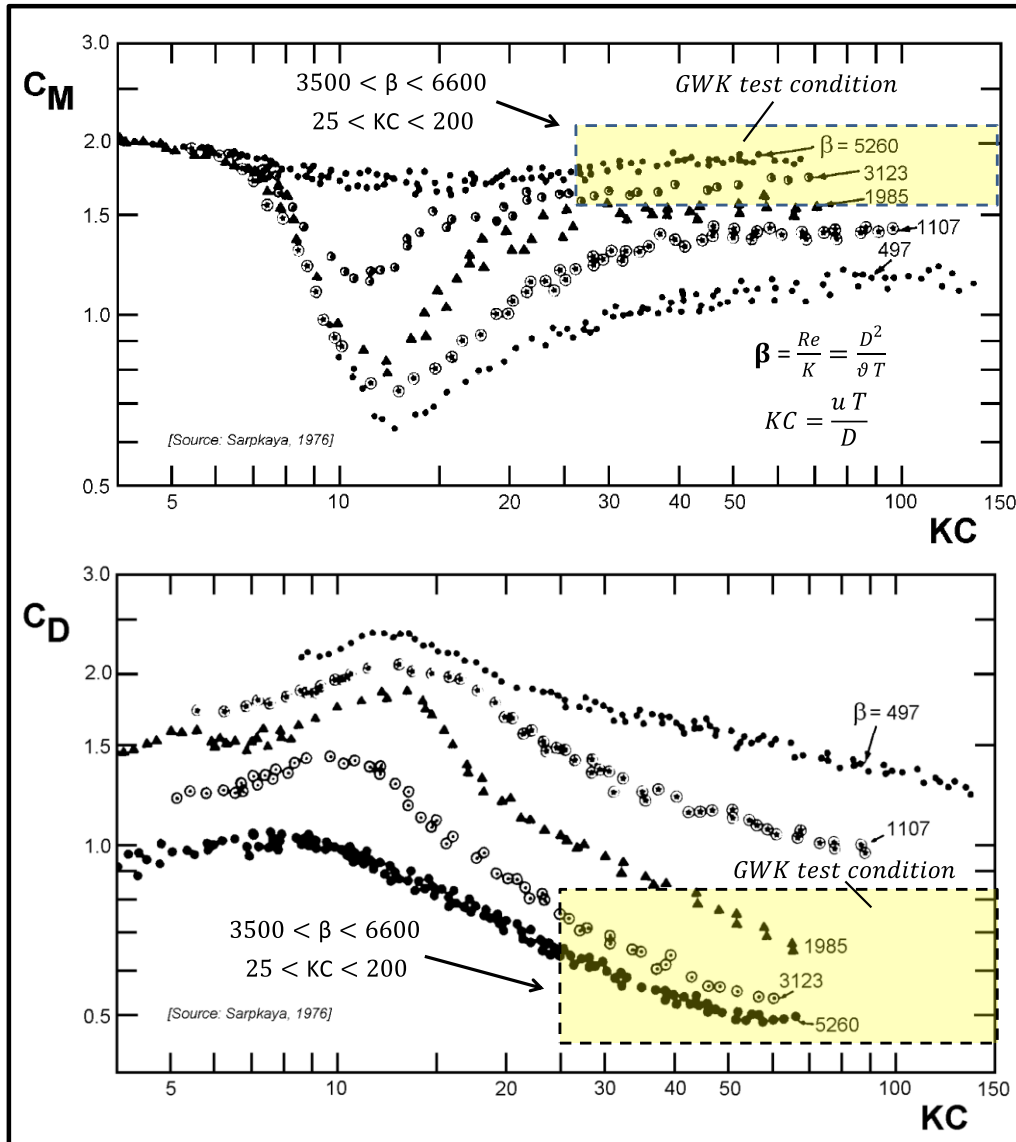 3.0
C_M
3500 < β < 6600
25 < KC < 200
GWK test condition
2.0
β = 5260
3123
1985
1.5
1107
497
1.0
β = Re/K = D²/ϑ T
KC = u T/D
[Source: Sarpkaya, 1976]
0.5
5 10 20 30 40 50 100 150
KC
3.0
C_D
2.0
β = 497
1.5
1107
1.0
GWK test condition
3500 < β < 6600
25 < KC < 200
1985
3123
[Source: Sarpkaya, 1976]
0.5
5260
5 10 20 30 40 50 100 150
KC